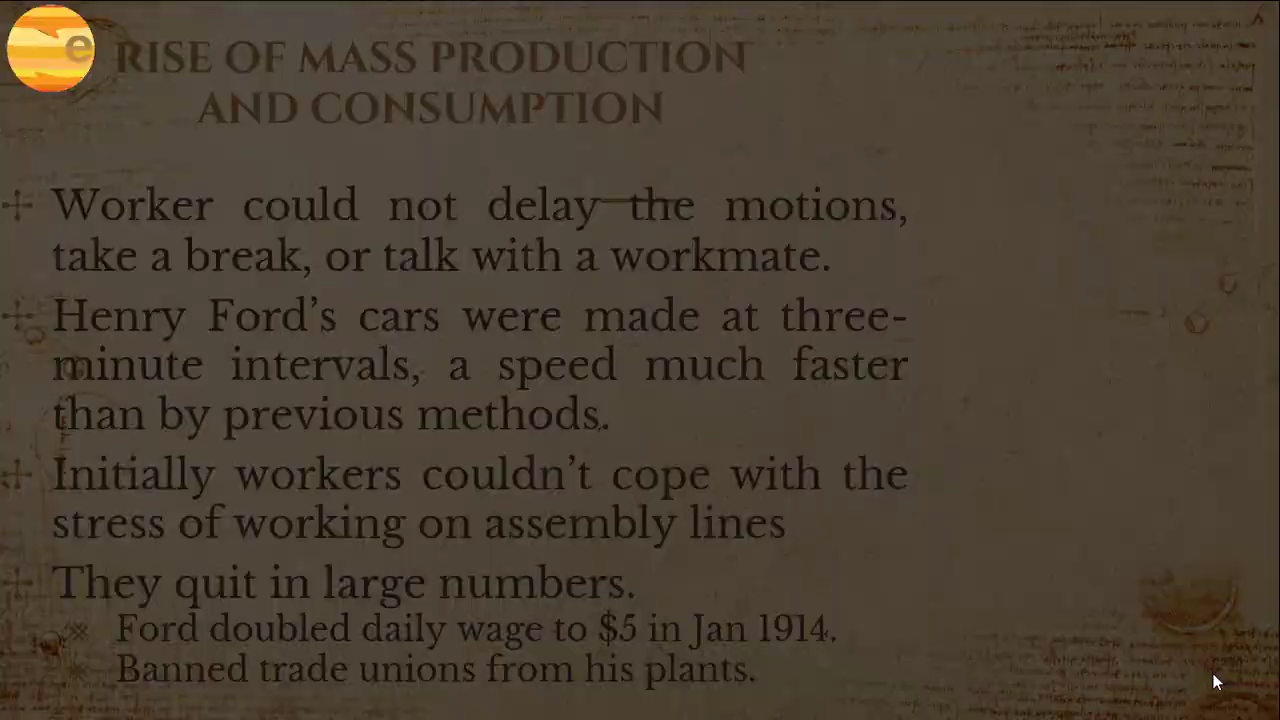 e
RISE OF MASS PRODUCTION
AND CONSUMPTION
Worker could not delay the motions,
take a break, or talk with a workmate.
Henry Ford’s cars were made at three-
minute intervals, a speed much faster
than by previous methods.
Initially workers couldn’t cope with the
stress of working on assembly lines
They quit in large numbers.
Ford doubled daily wage to $5 in Jan 1914.
Banned trade unions from his plants.